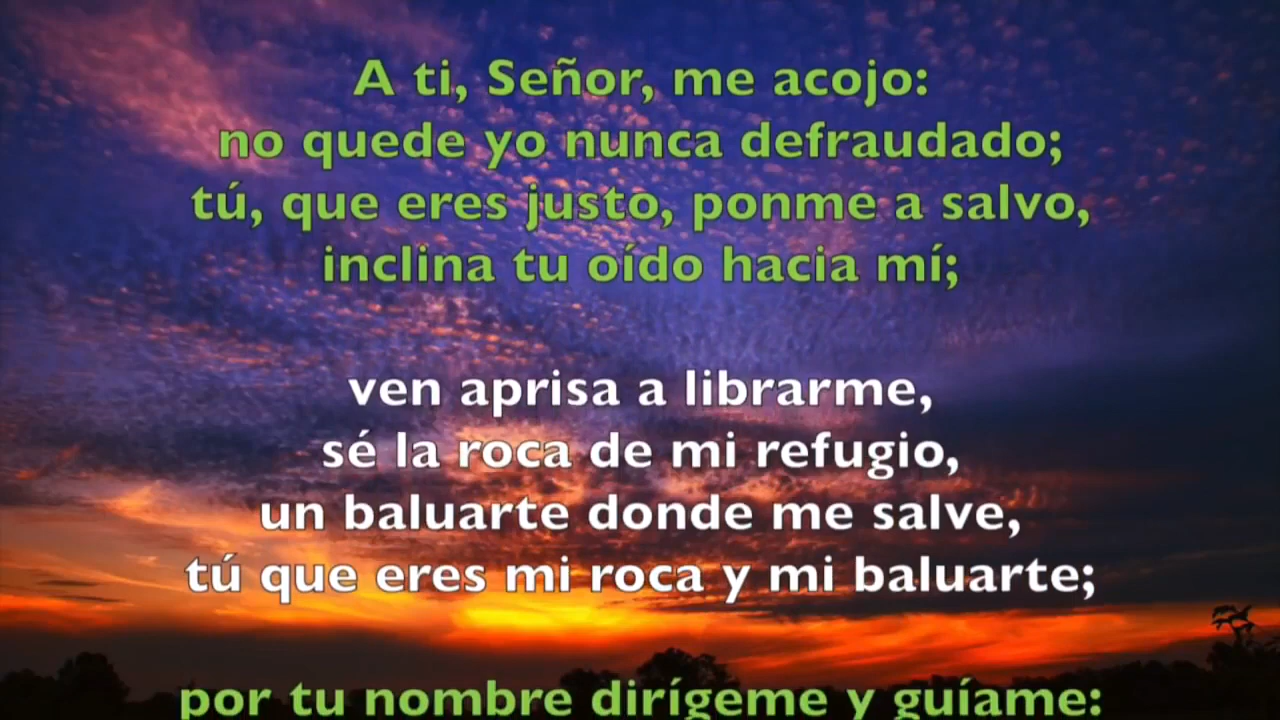 A ti, Señor, me acojo:
no quede yo nunca defraudado;
tú, que eres justo, ponme a salvo,
inclina tu oído hacia mí;
ven aprisa a librarme,
sé la roca de mi refugio,
un baluarte donde me salve,
tú que eres mi roca y mi baluarte;
por tu nombre dirígeme y guíame: